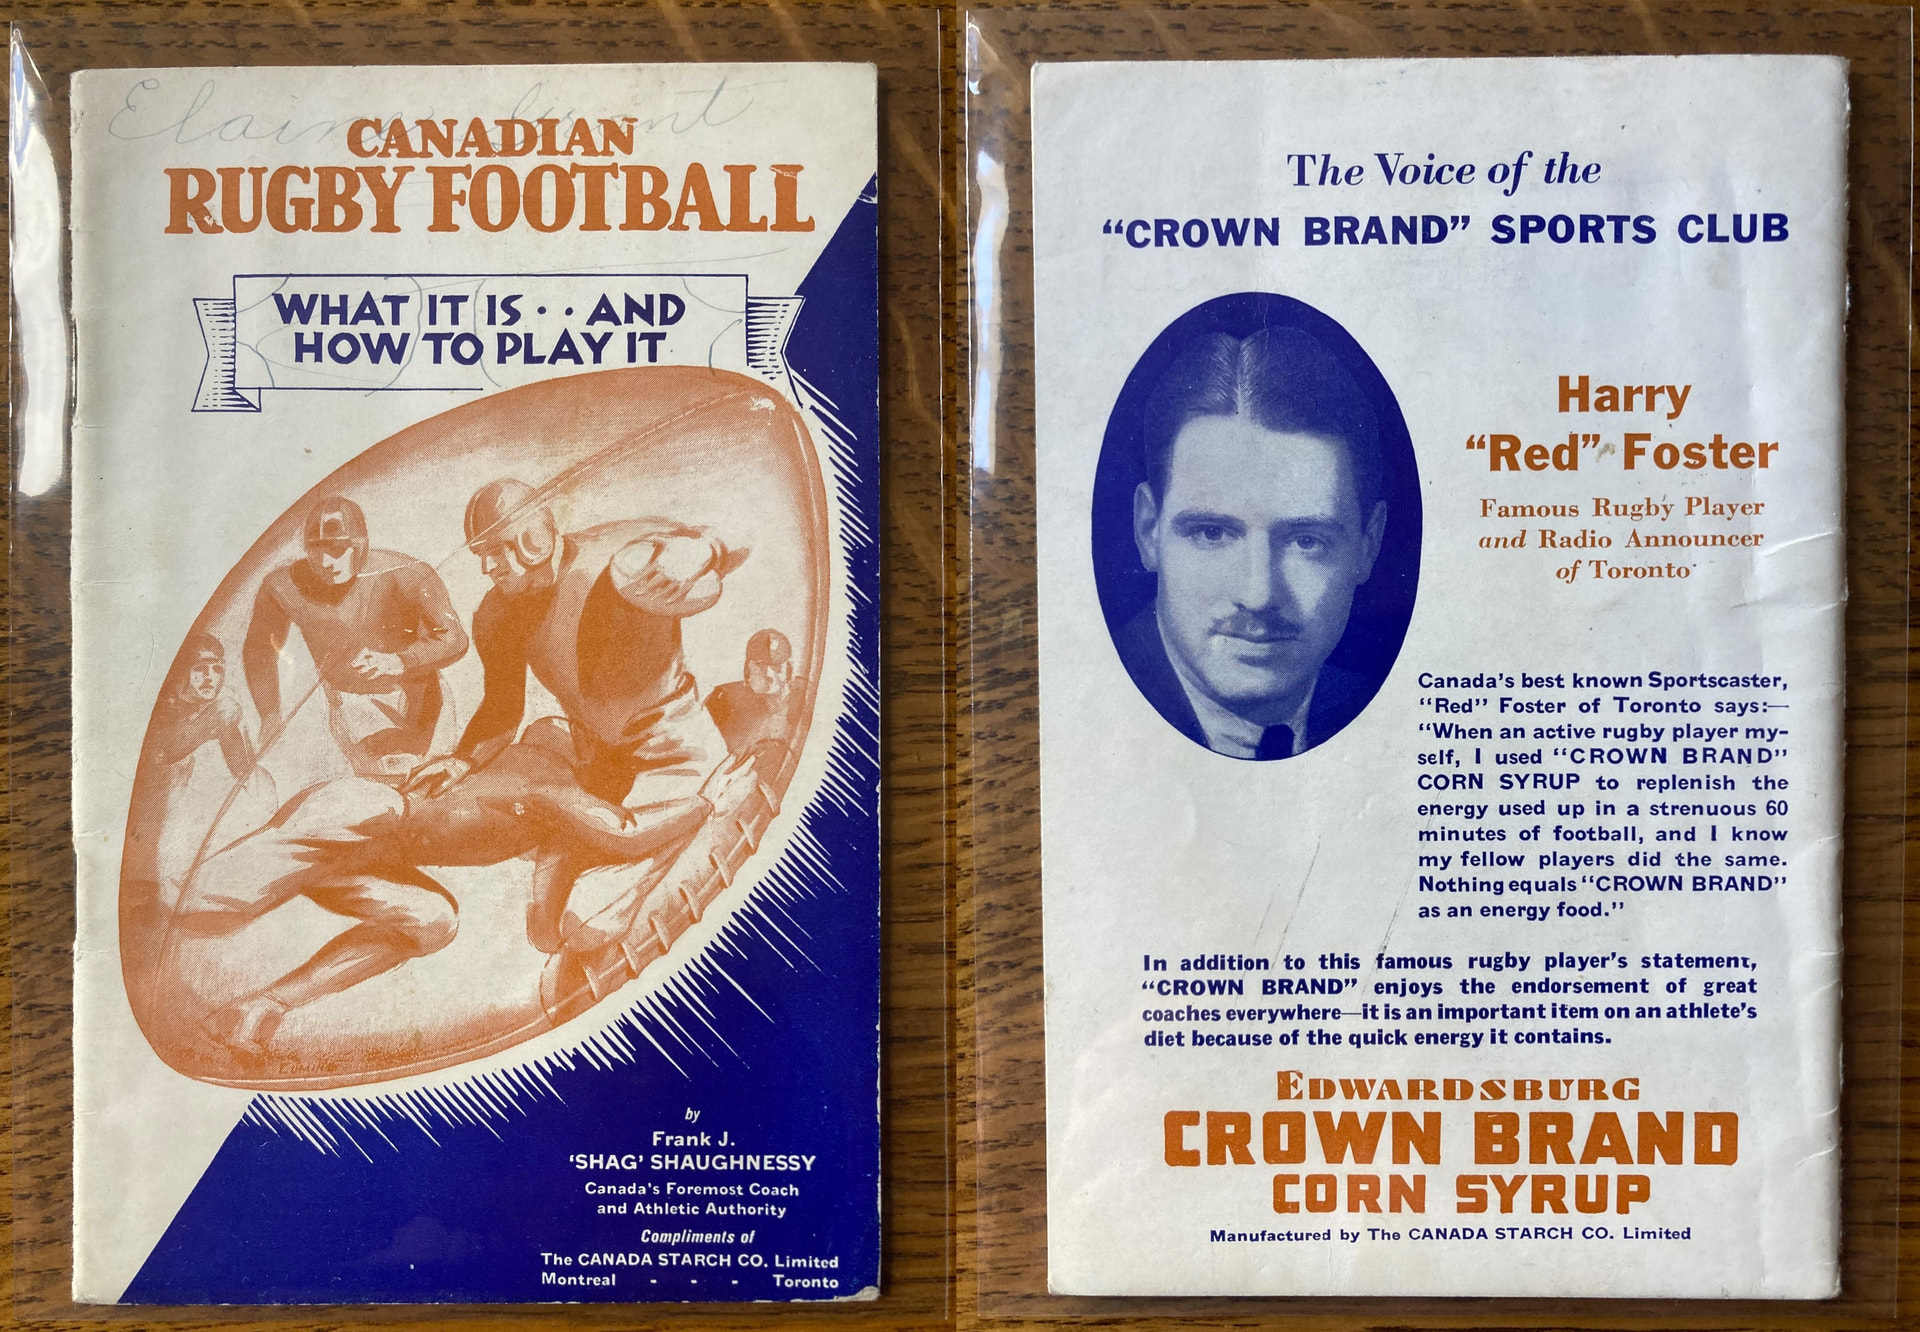 Elaine Grant
CANADIAN
RUGBY FOOTBALL
WHAT IT IS · · AND
HOW TO PLAY IT
by
Frank J.
'SHAG' SHAUGHNESSY
Canada's Foremost Coach
and Athletic Authority
Compliments of
The CANADA STARCH CO. Limited
Montreal - - - Toronto
The Voice of the
“CROWN BRAND” SPORTS CLUB
Harry
“Red” Foster
Famous Rugby Player
and Radio Announcer
of Toronto
Canada's best known Sportscaster,
“Red” Foster of Toronto says:—
“When an active rugby player my-
self, I used “CROWN BRAND”
CORN SYRUP to replenish the
energy used up in a strenuous 60
minutes of football, and I know
my fellow players did the same.
Nothing equals “CROWN BRAND”
as an energy food.”
In addition to this famous rugby player's statement,
“CROWN BRAND” enjoys the endorsement of great
coaches everywhere—it is an important item on an athlete's
diet because of the quick energy it contains.
EDWARDSBURG
CROWN BRAND
CORN SYRUP
Manufactured by The CANADA STARCH CO. Limited